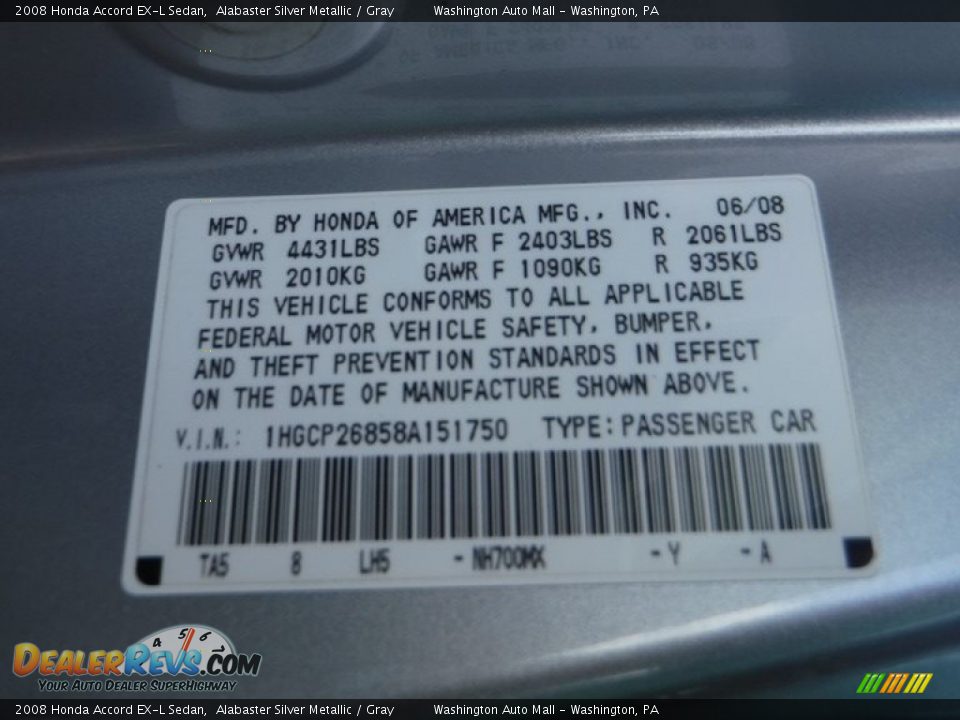 2008 Honda Accord EX-L Sedan, Alabaster Silver Metallic / Gray Washington Auto Mall - Washington, PA
MFD. BY HONDA OF AMERICA MFG., INC. 06/08
GVWR 4431LBS GAWR F 2403LBS R 2061LBS
GVWR 2010KG GAWR F 1090KG R 935KG
THIS VEHICLE CONFORMS TO ALL APPLICABLE
FEDERAL MOTOR VEHICLE SAFETY, BUMPER,
AND THEFT PREVENTION STANDARDS IN EFFECT
ON THE DATE OF MANUFACTURE SHOWN ABOVE.
V.I.N.: 1HGCP26858A151750 TYPE: PASSENGER CAR
TA5 8 LH5 - NH700MX - Y - A
4 5 6 7
DEALERREVS.COM
YOUR AUTO DEALER SUPERHIGHWAY
2008 Honda Accord EX-L Sedan, Alabaster Silver Metallic / Gray Washington Auto Mall - Washington, PA